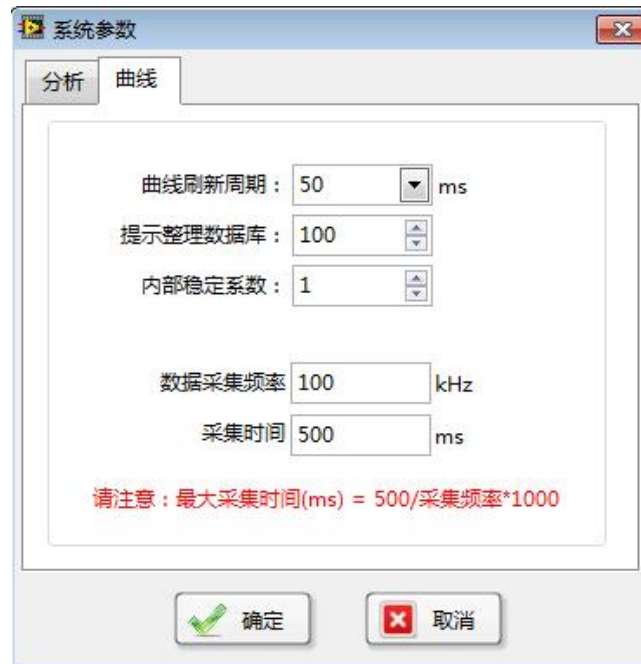 系统参数
分析 曲线
曲线刷新周期： 50 ms
提示整理数据库： 100
内部稳定系数： 1
数据采集频率 100 kHz
采集时间 500 ms
请注意：最大采集时间(ms) = 500/采集频率*1000
确定 取消